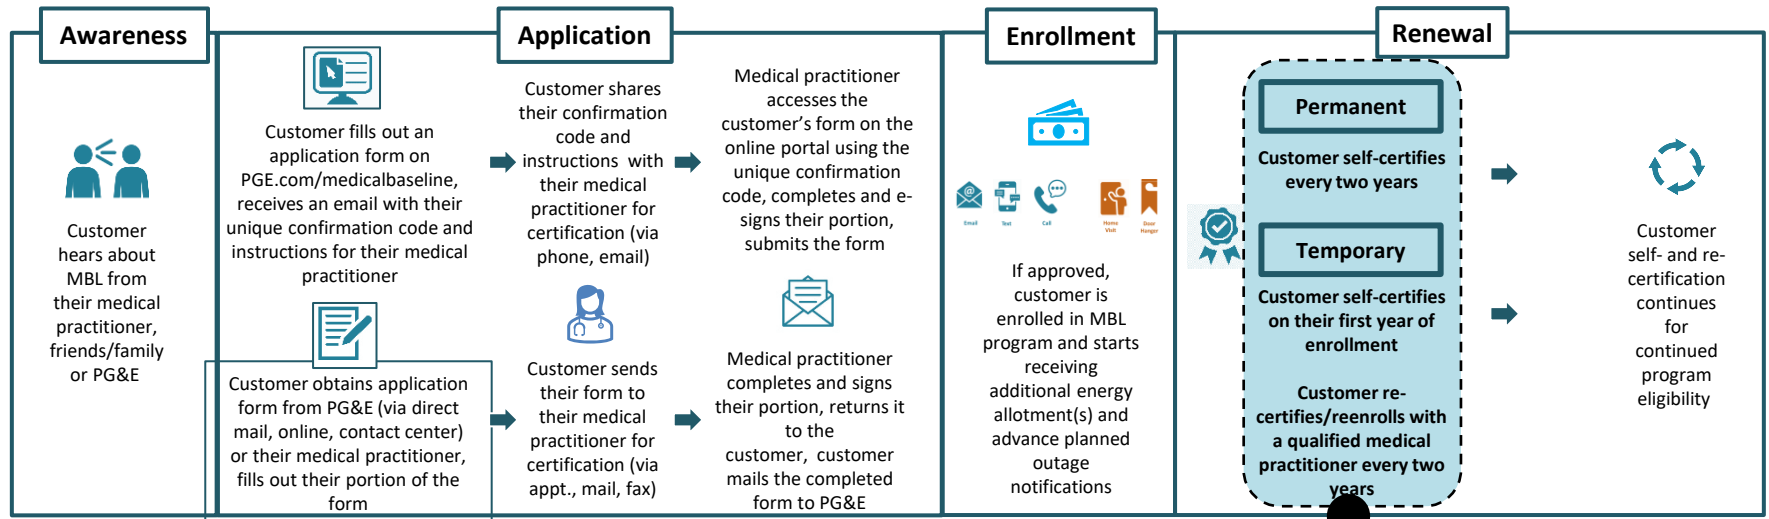 Awareness
Customer
hears about
MBL from
their medical
practitioner,
friends/family
or PG&E
Application
Customer fills out an
application form on
PGE.com/medicalbaseline,
receives an email with their
unique confirmation code and
instructions for their medical
practitioner
Customer shares
their confirmation
code and
instructions with
their medical
practitioner for
certification (via
phone, email)
Medical practitioner
accesses the
customer’s form on the
online portal using the
unique confirmation
code, completes and e-
signs their portion,
submits the form
Customer obtains application
form from PG&E (via direct
mail, online, contact center)
or their medical practitioner,
fills out their portion of the
form
Customer sends
their form to
their medical
practitioner for
certification (via
appt., mail, fax)
Medical practitioner
completes and signs
their portion, returns it
to the
customer, customer
mails the completed
form to PG&E
Enrollment
Email
Text
Call
Home
Visit
Door
Hanger
If approved,
customer is
enrolled in MBL
program and starts
receiving
additional energy
allotment(s) and
advance planned
outage
notifications
Renewal
Permanent
Customer self-certifies
every two years
Temporary
Customer self-certifies
on their first year of
enrollment
Customer re-
certifies/reenrolls with
a qualified medical
practitioner every two
years
Customer
self- and re-
certification
continues
for
continued
program
eligibility